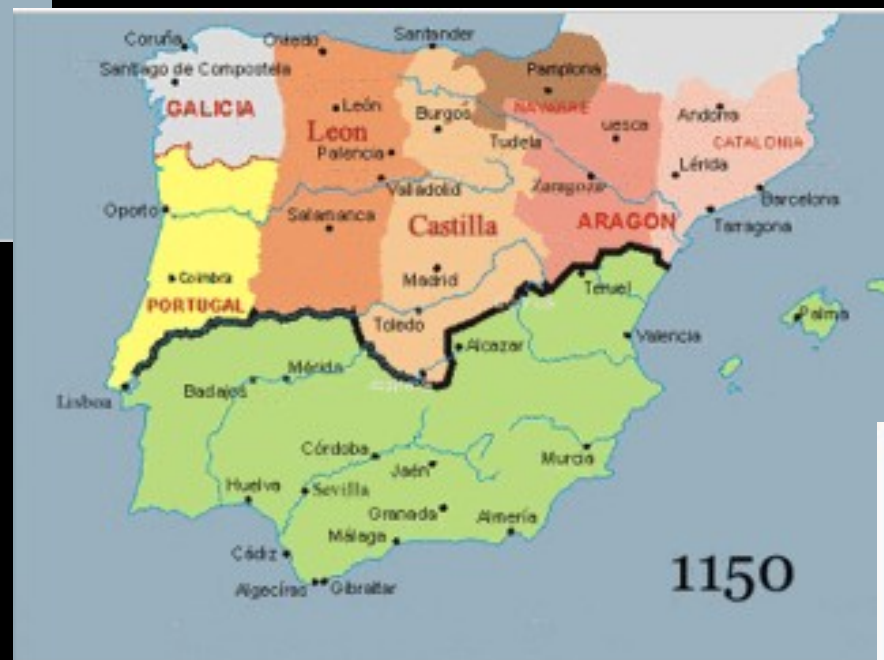 Coruña
Oviedo
Santander
Santiago de Compostela
Pamplona
GALICIA
León
Burgos
NAVARRE
Andorra
Leon
uesca
CATALONIA
Palencia
Tudela
Lérida
Valladolid
Zaragoza
Barcelona
Oporto
Salamanca
Castilla
ARAGON
Tarragona
Coimbra
Madrid
PORTUGAL
Teruel
Toledo
Palma
Alcazar
Valencia
Mérida
Badajos
Lisboa
Córdoba
Jaén
Murcia
Huelva
Sevilla
Granada
Almería
Málaga
Cádiz
1150
Algeciras
Gibraltar